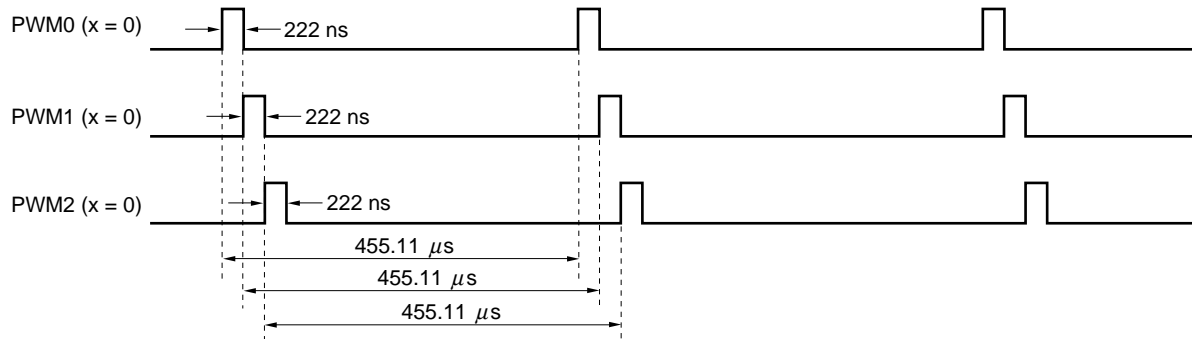 PWM0 (x = 0)
222 ns
PWM1 (x = 0)
222 ns
PWM2 (x = 0)
222 ns
455.11 μs
455.11 μs
455.11 μs